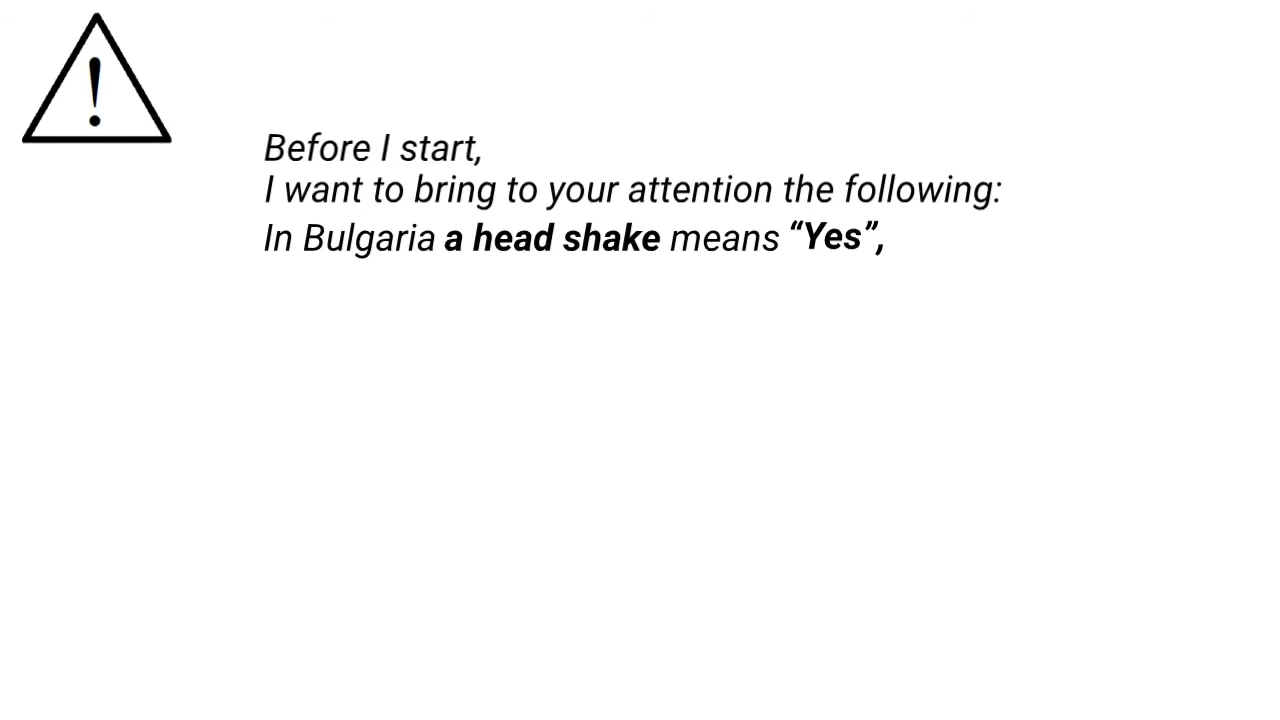 Before I start,
I want to bring to your attention the following:
In Bulgaria a head shake means “Yes”,